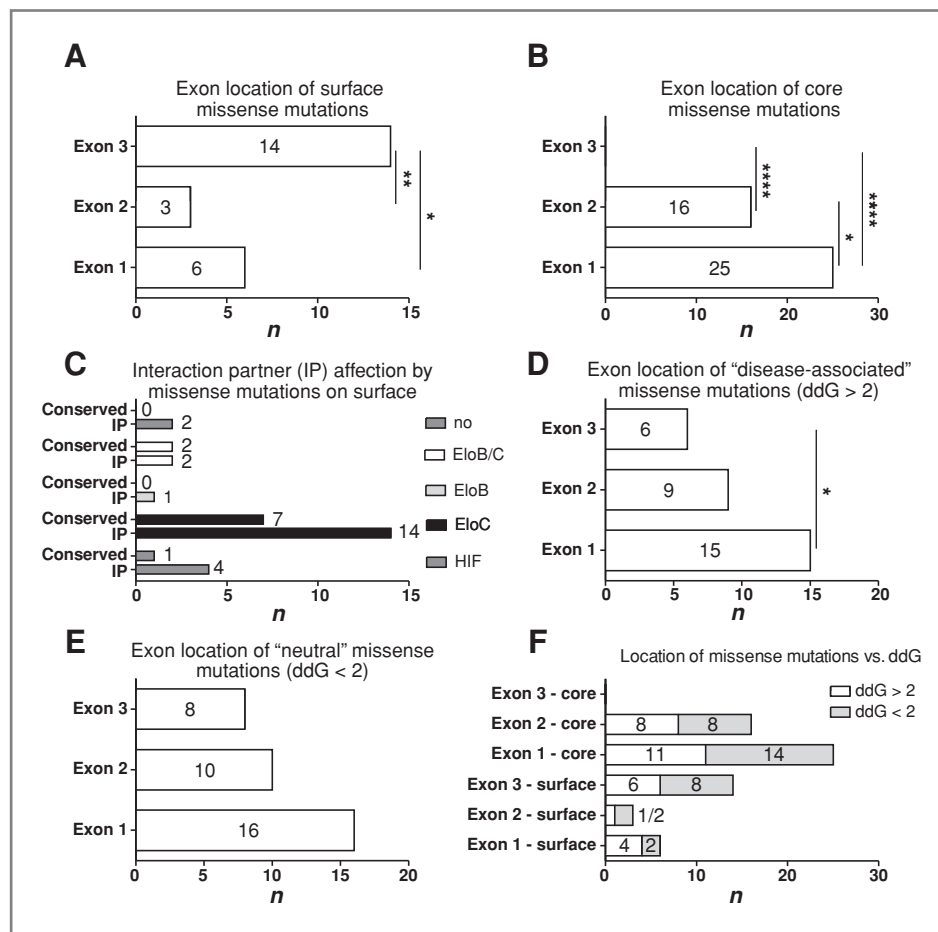 A
Exon location of surface
missense mutations
Exon 3
14
Exon 2
3
Exon 1
6
**
*
0 5 10 15
n
B
Exon location of core
missense mutations
Exon 3
Exon 2
16
Exon 1
25
****
*
****
0 10 20 30
n
C
Interaction partner (IP) affection by
missense mutations on surface
Conserved 0
IP 2
Conserved 2
IP 2
Conserved 0
IP 1
Conserved 7
IP 14
Conserved 1
IP 4
no
EloB/C
EloB
EloC
HIF
0 5 10 15
n
D
Exon location of “disease-associated”
missense mutations (ddG > 2)
Exon 3
6
Exon 2
9
Exon 1
15
*
0 5 10 15 20
n
E
Exon location of “neutral” missense
mutations (ddG < 2)
Exon 3
8
Exon 2
10
Exon 1
16
0 5 10 15 20
n
F
Location of missense mutations vs. ddG
ddG > 2
ddG < 2
Exon 3 - core
Exon 2 - core 8 8
Exon 1 - core 11 14
Exon 3 - surface 6 8
Exon 2 - surface 1/2
Exon 1 - surface 4 2
0 10 20 30
n